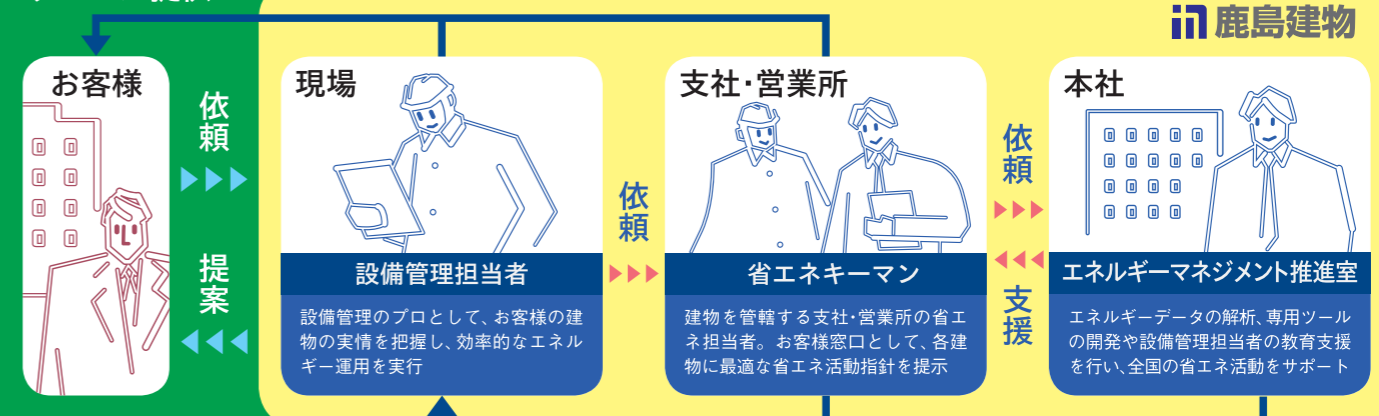 鹿島建物
お客様
依頼
提案
現場
設備管理担当者
設備管理のプロとして、お客様の建
物の実情を把握し、効率的なエネル
ギー運用を実行
依頼
支社・営業所
省エネキーマン
建物を管轄する支社・営業所の省エ
ネ担当者。お客様窓口として、各建
物に最適な省エネ活動指針を提示
依頼
支援
本社
エネルギーマネジメント推進室
エネルギーデータの解析、専用ツール
の開発や設備管理担当者の教育支援
を行い、全国の省エネ活動をサポート